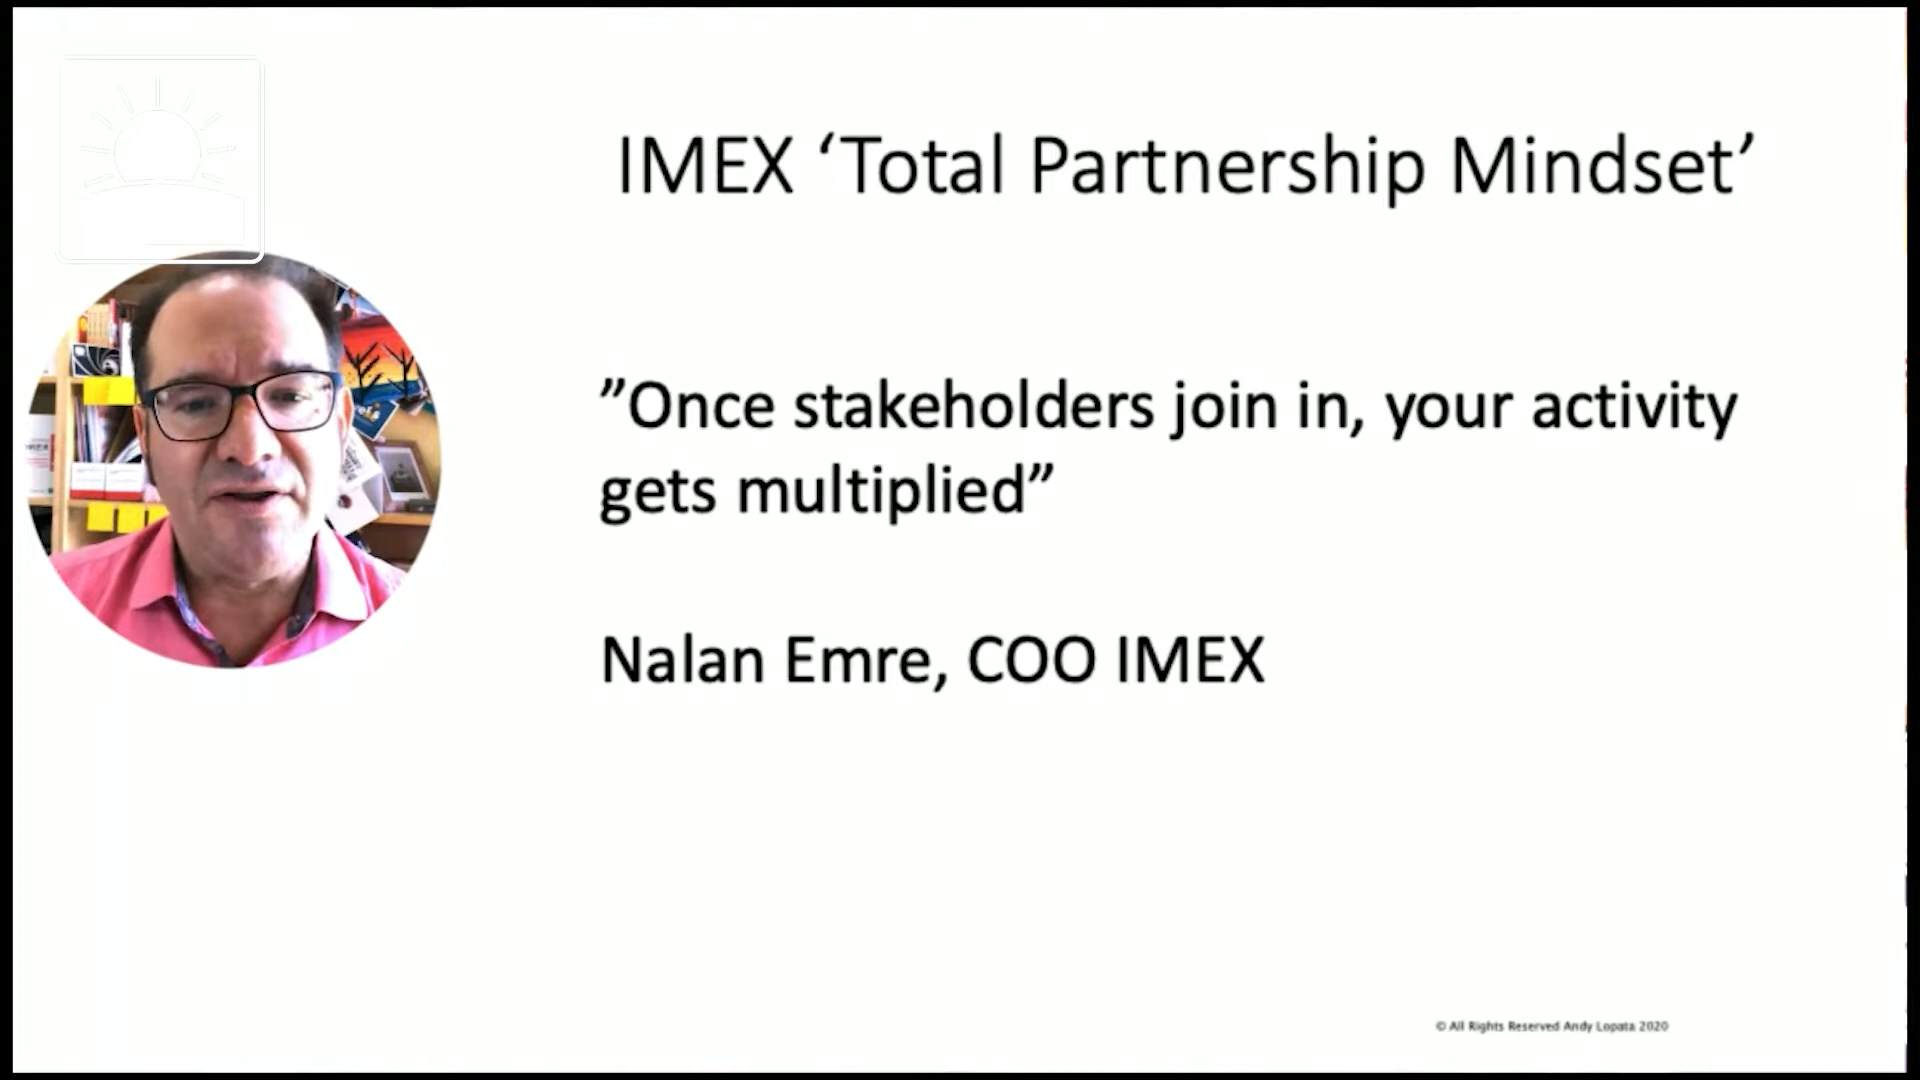 IMEX ‘Total Partnership Mindset’
”Once stakeholders join in, your activity
gets multiplied”
Nalan Emre, COO IMEX
© All Rights Reserved Andy Lopata 2020